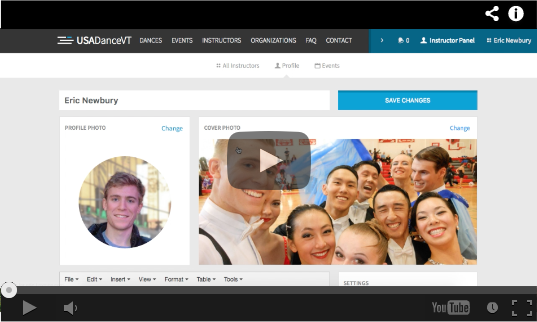 USADanceVT DANCES EVENTS INSTRUCTORS ORGANIZATIONS FAQ CONTACT 0 Instructor Panel Eric Newbury
All Instructors Profile Events
Eric Newbury SAVE CHANGES
PROFILE PHOTO Change COVER PHOTO Change
File Edit Insert View Format Table Tools
SETTINGS
YouTube